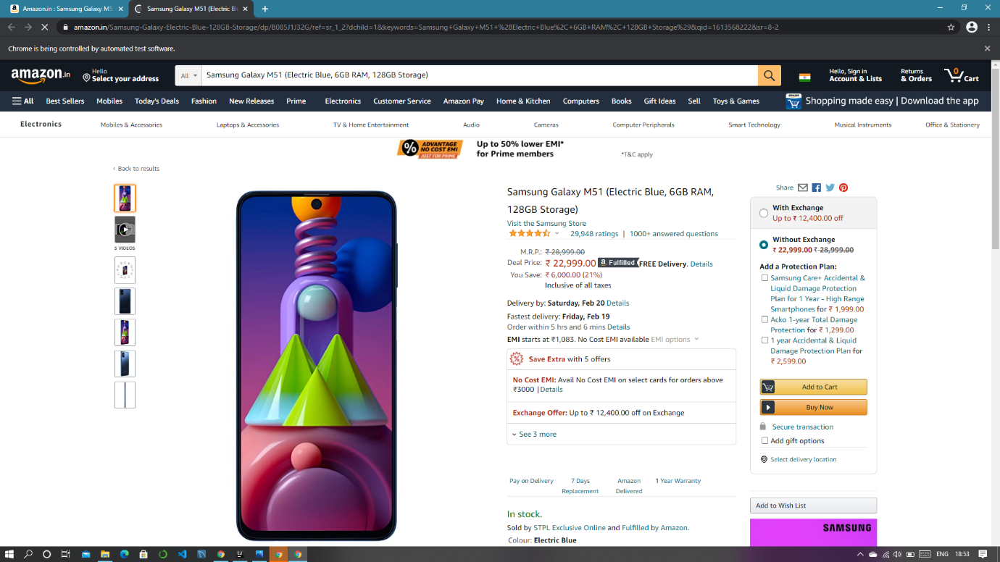 Amazon.in : Samsung Galaxy M5
Samsung Galaxy M51 (Electric Bl
amazon.in/Samsung-Galaxy-Electric-Blue-128GB-Storage/dp/B085J1J32G/ref=sr_1_2?dchild=1&keywords=Samsung+Galaxy+M51+%28Electric+Blue%2C+6GB+RAM%2C+128GB+Storage%29&qid=1613568222&sr=8-2
Chrome is being controlled by automated test software.
amazon.in
Hello
Select your address
All
Samsung Galaxy M51 (Electric Blue, 6GB RAM, 128GB Storage)
Hello, Sign in
Account & Lists
Returns
& Orders
0
Cart
All
Best Sellers
Mobiles
Today's Deals
Fashion
New Releases
Prime
Electronics
Customer Service
Amazon Pay
Home & Kitchen
Computers
Books
Gift Ideas
Sell
Toys & Games
Shopping made easy | Download the app
Electronics
Mobiles & Accessories
Laptops & Accessories
TV & Home Entertainment
Audio
Cameras
Computer Peripherals
Smart Technology
Musical Instruments
Office & Stationery
% ADVANTAGE
NO COST EMI
JUST FOR PRIME
Up to 50% lower EMI*
for Prime members
*T&C apply
‹ Back to results
5 VIDEOS
Samsung Galaxy M51 (Electric Blue, 6GB RAM,
128GB Storage)
Visit the Samsung Store
29,948 ratings | 1000+ answered questions
M.R.P.: ₹ 28,999.00
Deal Price: ₹ 22,999.00 a Fulfilled FREE Delivery. Details
You Save: ₹ 6,000.00 (21%)
Inclusive of all taxes
Delivery by: Saturday, Feb 20 Details
Fastest delivery: Friday, Feb 19
Order within 5 hrs and 6 mins Details
EMI starts at ₹1,083. No Cost EMI available EMI options
Save Extra with 5 offers
No Cost EMI: Avail No Cost EMI on select cards for orders above
₹3000 |Details
Exchange Offer: Up to ₹ 12,400.00 off on Exchange
See 3 more
Pay on Delivery
7 Days
Replacement
Amazon
Delivered
1 Year Warranty
In stock.
Sold by STPL Exclusive Online and Fulfilled by Amazon.
Colour: Electric Blue
Share
With Exchange
Up to ₹ 12,400.00 off
Without Exchange
₹ 22,999.00 ₹ 28,999.00
Add a Protection Plan:
Samsung Care+ Accidental &
Liquid Damage Protection
Plan for 1 Year - High Range
Smartphones for ₹ 1,999.00
Acko 1-year Total Damage
Protection for ₹ 1,299.00
1 year Accidental & Liquid
Damage Protection Plan for
₹ 2,599.00
Add to Cart
Buy Now
Secure transaction
Add gift options
Select delivery location
Add to Wish List
SAMSUNG
ENG
18:53